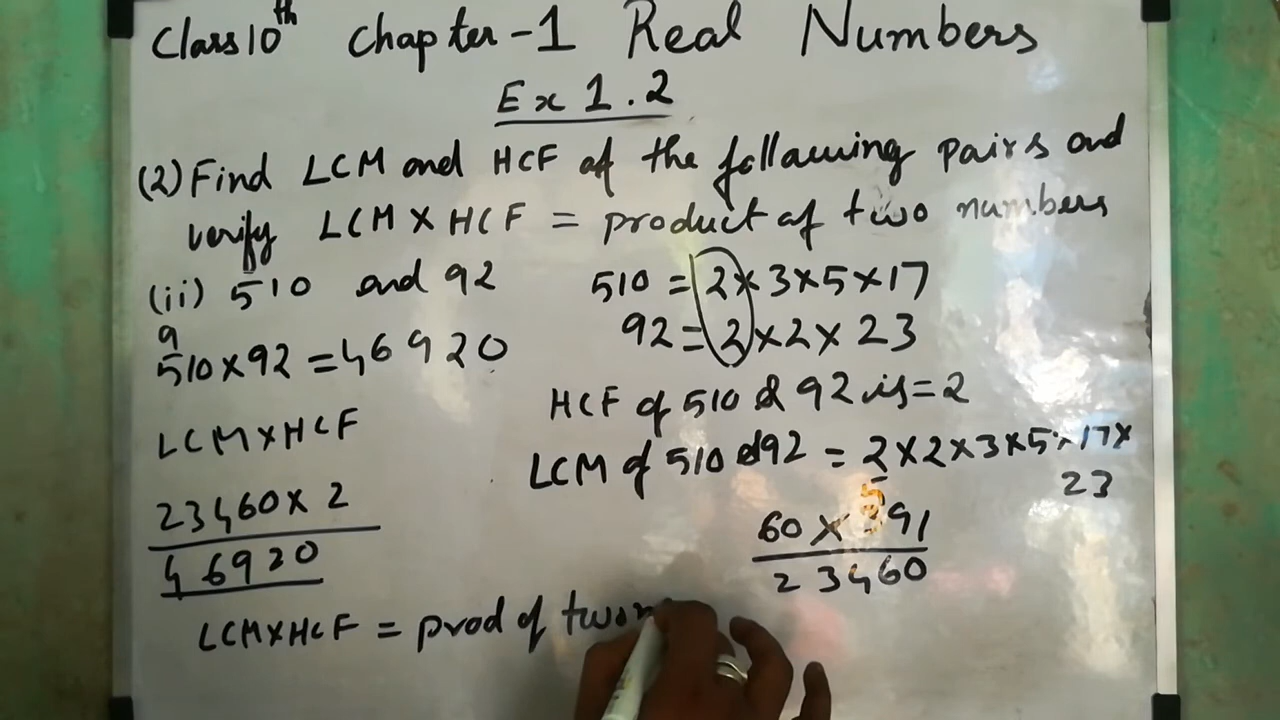 Class 10th Chapter-1 Real Numbers
Ex 1.2
(2) Find LCM and HCF of the following pairs and
verify LCM X HCF = product of two numbers
(ii) 510 and 92
9
510×92 = 46920
LCM×HCF
23460 × 2
46920
LCM×HCF = prod of two n
510 = 2×3×5×17
92 = 2×2×23
HCF of 510 & 92 is = 2
LCM of 510 & 92 = 2×2×3×5×17×
23
60 × 391
23460